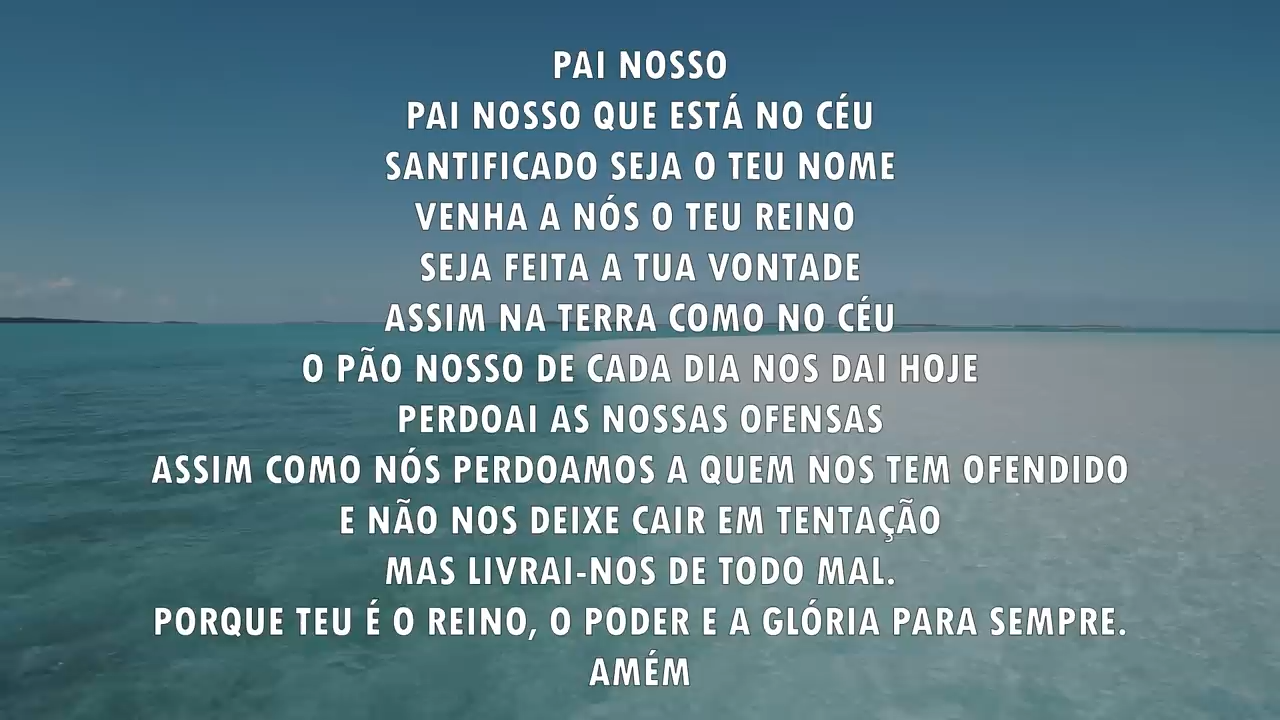 PAI NOSSO
PAI NOSSO QUE ESTÁ NO CÉU
SANTIFICADO SEJA O TEU NOME
VENHA A NÓS O TEU REINO
SEJA FEITA A TUA VONTADE
ASSIM NA TERRA COMO NO CÉU
O PÃO NOSSO DE CADA DIA NOS DAI HOJE
PERDOAI AS NOSSAS OFENSAS
ASSIM COMO NÓS PERDOAMOS A QUEM NOS TEM OFENDIDO
E NÃO NOS DEIXE CAIR EM TENTAÇÃO
MAS LIVRAI-NOS DE TODO MAL.
PORQUE TEU É O REINO, O PODER E A GLÓRIA PARA SEMPRE.
AMÉM